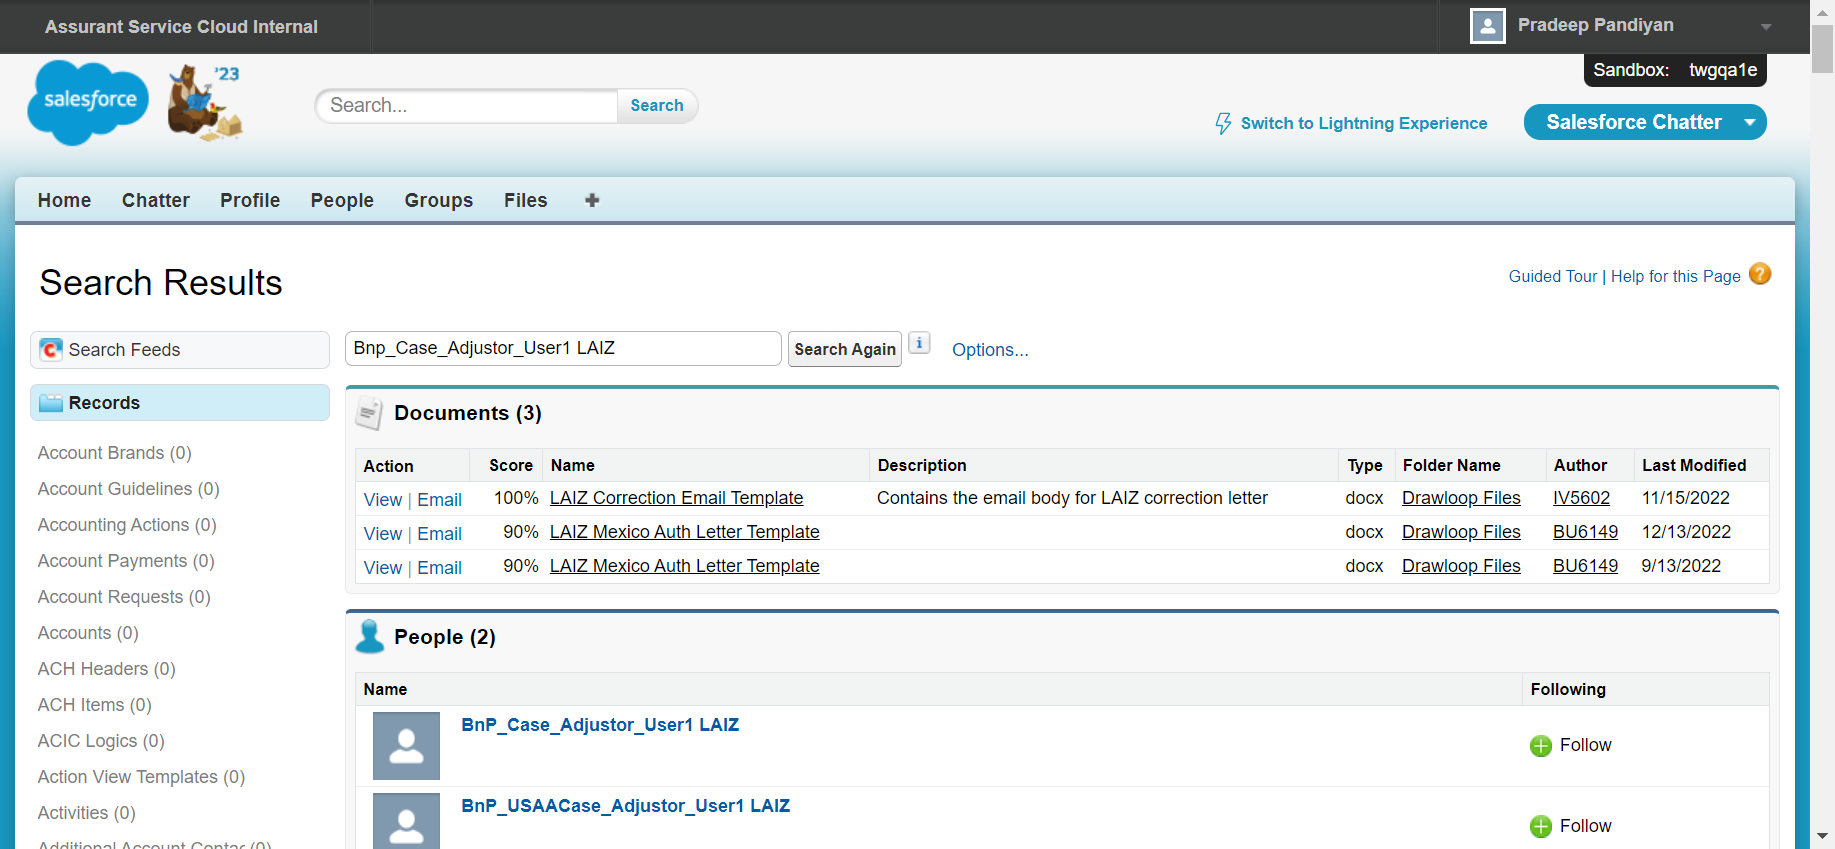 Assurant Service Cloud Internal
Pradeep Pandiyan
Sandbox: twgqa1e
salesforce
'23
Search...
Search
Switch to Lightning Experience
Salesforce Chatter
Home Chatter Profile People Groups Files
Search Results
Guided Tour | Help for this Page
Search Feeds
Bnp_Case_Adjustor_User1 LAIZ
Search Again
Options...
Records
Account Brands (0)
Account Guidelines (0)
Accounting Actions (0)
Account Payments (0)
Account Requests (0)
Accounts (0)
ACH Headers (0)
ACH Items (0)
ACIC Logics (0)
Action View Templates (0)
Activities (0)
Additional Account Contac (0)
Documents (3)
Action Score Name Description Type Folder Name Author Last Modified
View | Email 100% LAIZ Correction Email Template Contains the email body for LAIZ correction letter docx Drawloop Files IV5602 11/15/2022
View | Email 90% LAIZ Mexico Auth Letter Template docx Drawloop Files BU6149 12/13/2022
View | Email 90% LAIZ Mexico Auth Letter Template docx Drawloop Files BU6149 9/13/2022
People (2)
Name Following
BnP_Case_Adjustor_User1 LAIZ Follow
BnP_USAACase_Adjustor_User1 LAIZ Follow